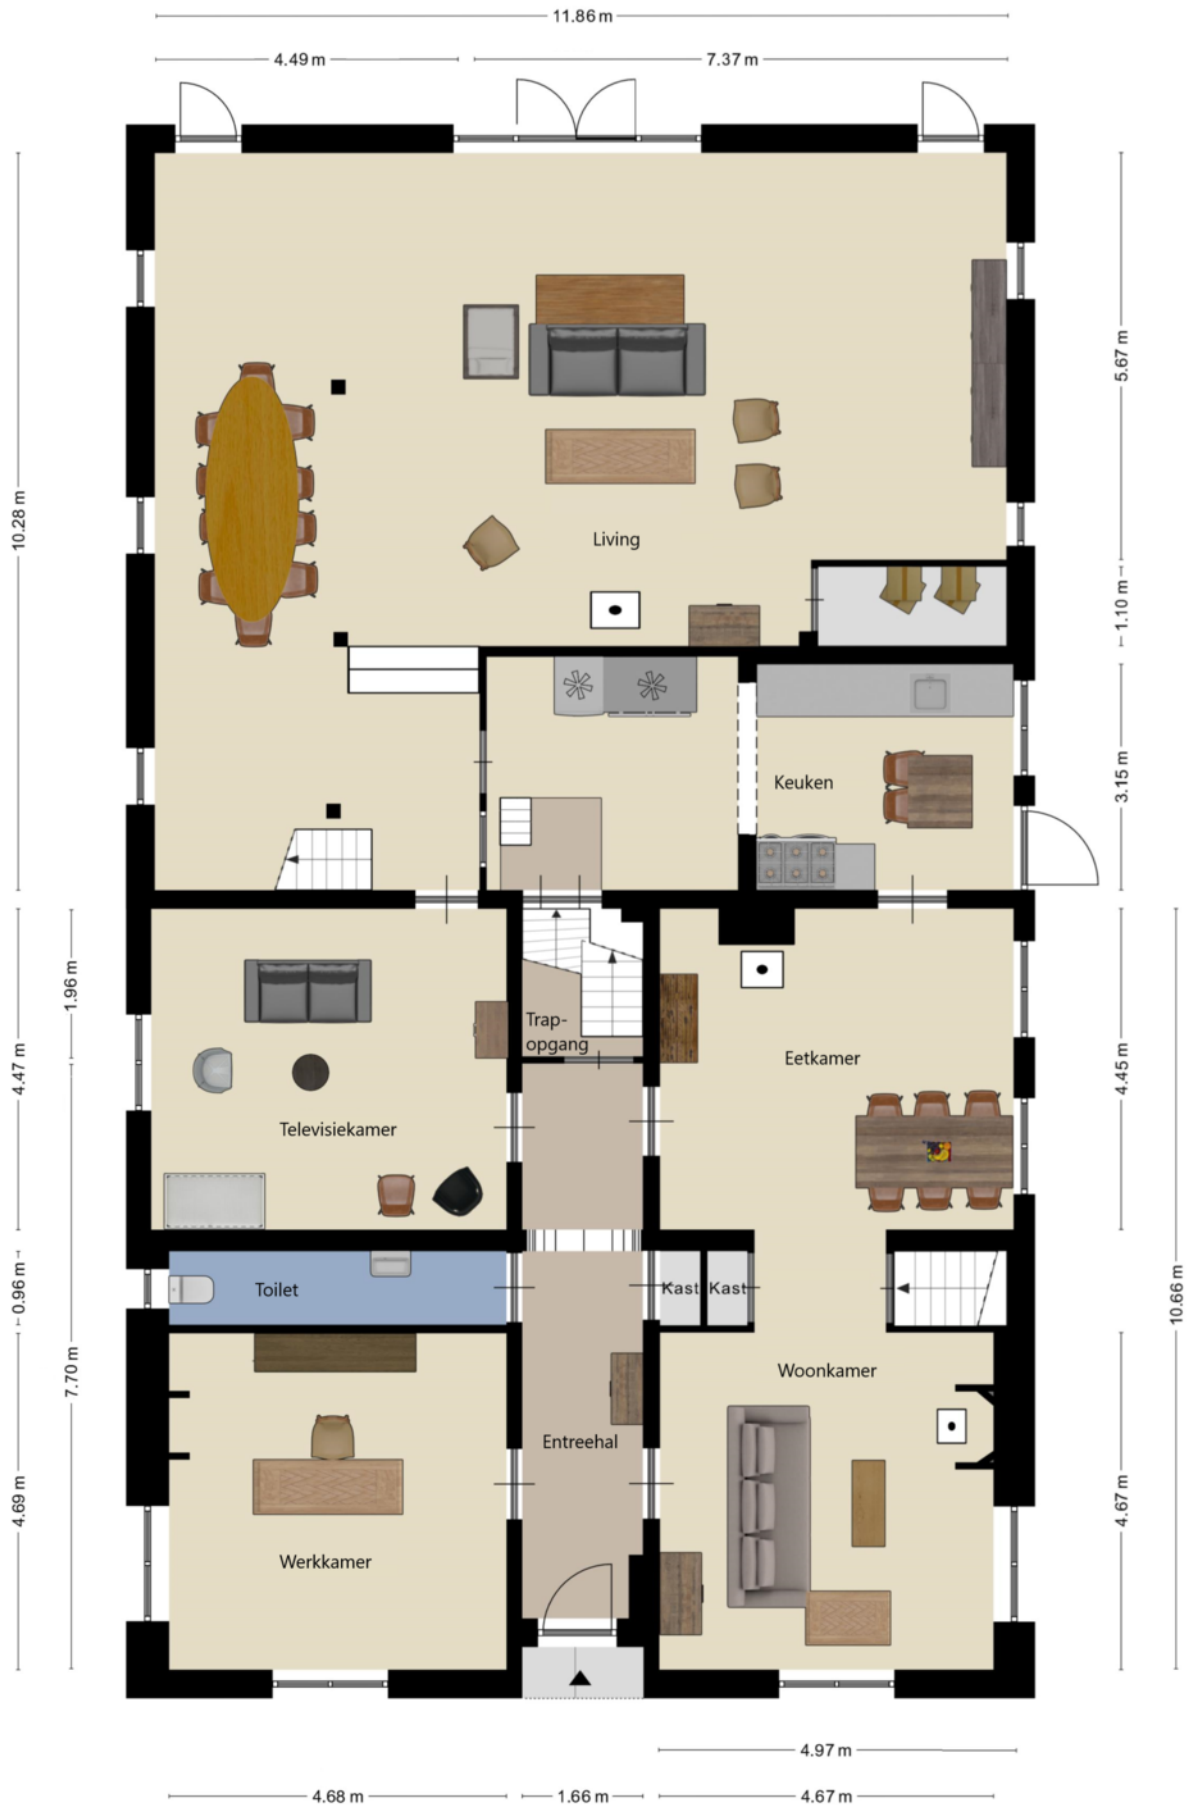 11.86 m
4.49 m
7.37 m
5.67 m
10.28 m
Living
1.10 m
Keuken
3.15 m
1.96 m
4.47 m
Trap-
opgang
Eetkamer
4.45 m
Televisiekamer
0.96 m
Toilet
Kast
Kast
10.66 m
7.70 m
Woonkamer
Entreehal
4.69 m
4.67 m
Werkkamer
4.97 m
4.68 m
1.66 m
4.67 m